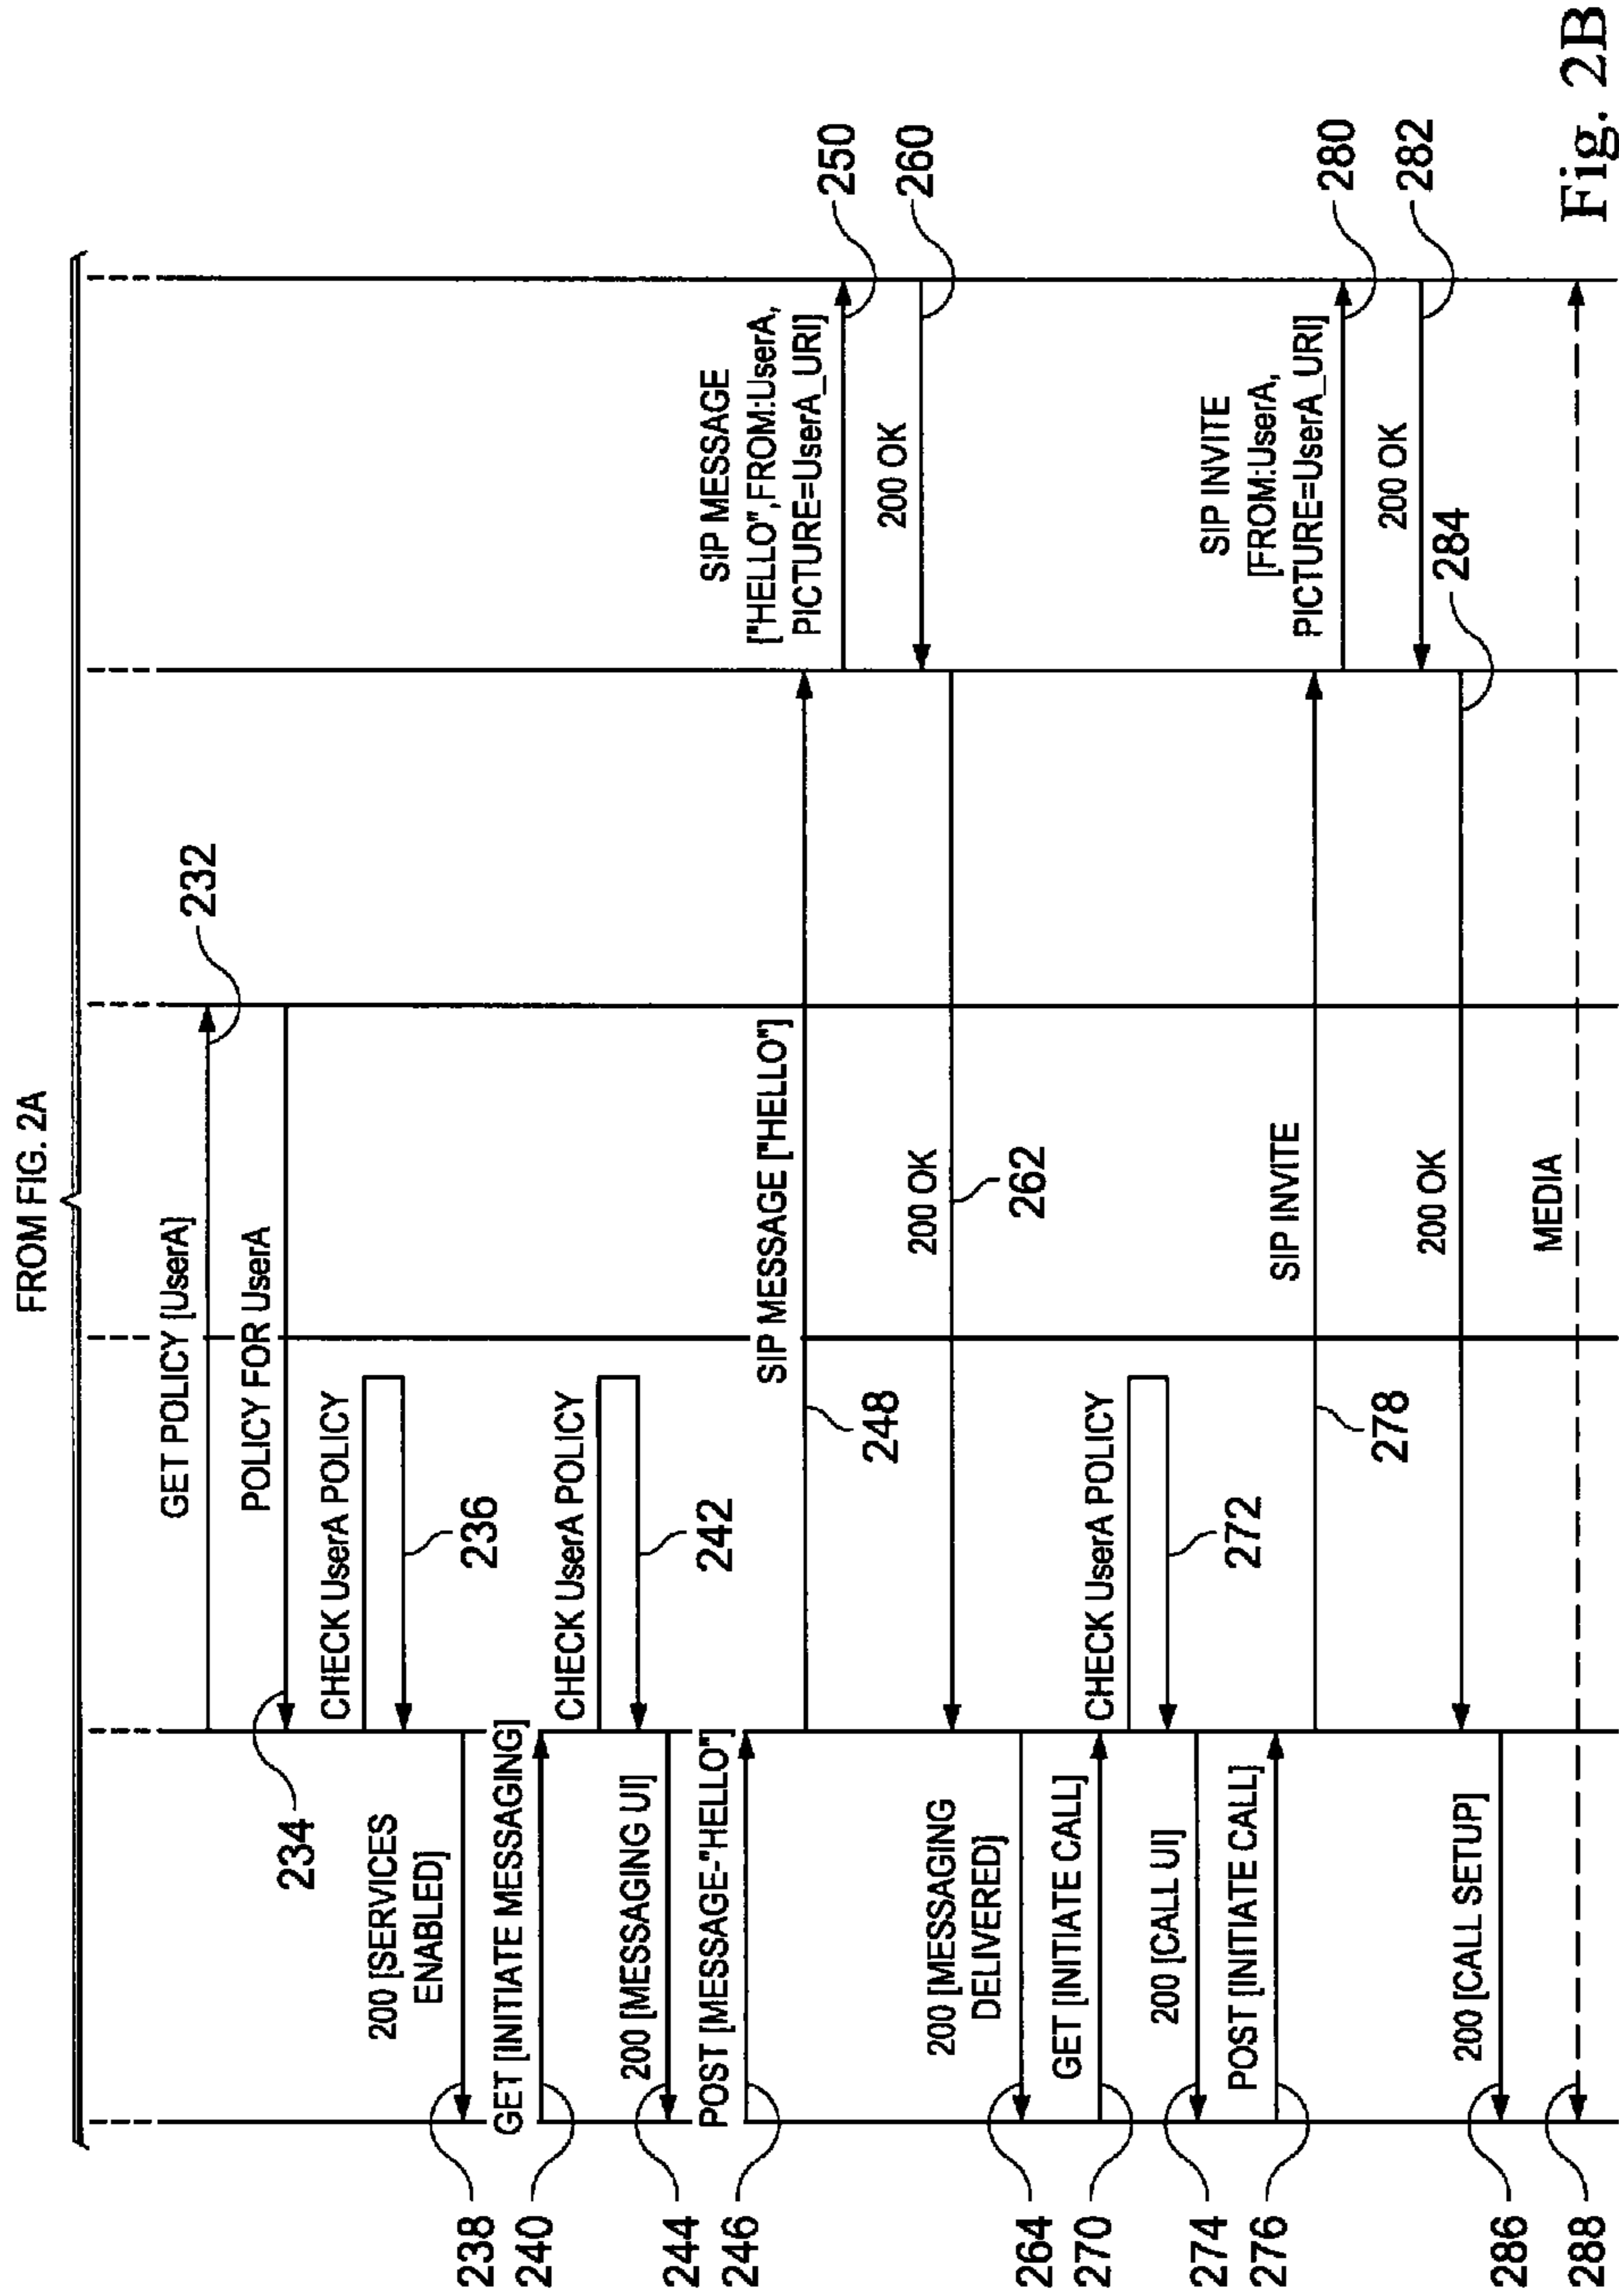 FROM FIG. 2A
GET POLICY [UserA]
232
POLICY FOR UserA
234
CHECK UserA POLICY
236
200 [SERVICES
ENABLED]
238
GET [INITIATE MESSAGING]
240
CHECK UserA POLICY
242
200 [MESSAGING UI]
244
POST [MESSAGE-"HELLO"]
246
SIP MESSAGE ["HELLO"]
248
SIP MESSAGE
["HELLO",FROM:UserA,
PICTURE=UserA_URI]
250
200 OK
260
200 OK
262
200 [MESSAGING
DELIVERED]
264
GET [INITIATE CALL]
270
CHECK UserA POLICY
272
200 [CALL UI]
274
POST [INITIATE CALL]
276
SIP INVITE
278
SIP INVITE
[FROM:UserA,
PICTURE=UserA_URI]
280
200 OK
282
200 OK
284
200 [CALL SETUP]
286
MEDIA
288
Fig. 2B